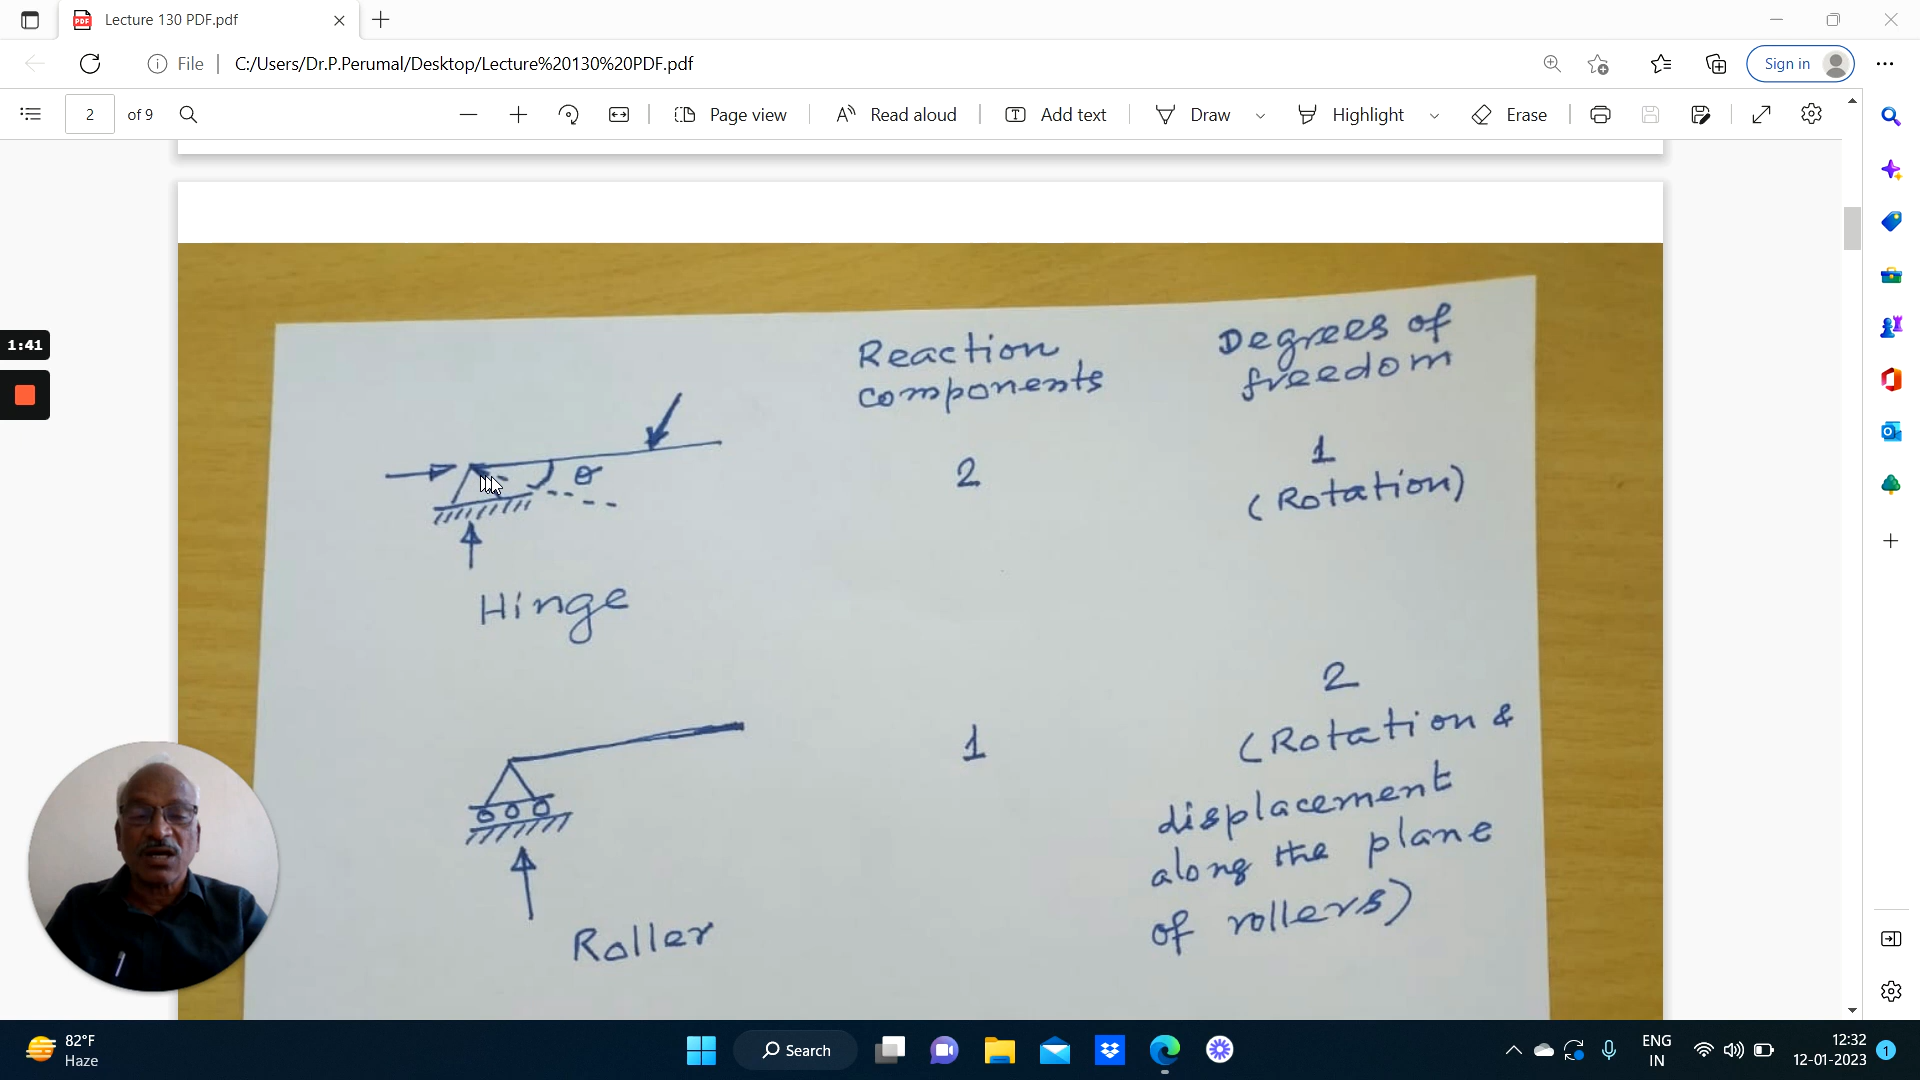 Lecture 130 PDF.pdf
File
C:/Users/Dr.P.Perumal/Desktop/Lecture%20130%20PDF.pdf
Sign in
2 of 9
Page view
Read aloud
Add text
Draw
Highlight
Erase
1:41
Reaction components
Degrees of freedom
θ
2
1
(Rotation)
Hinge
1
2
(Rotation &
displacement
along the plane
of rollers)
Roller
82°F
Haze
Search
ENG
IN
12:32
12-01-2023
1